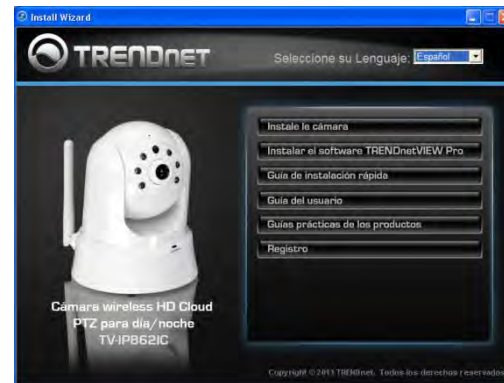 Install Wizard
TRENDNET
Seleccione su Lenguaje: Español
Instale le cámara
Instalar el software TRENDnetVIEW Pro
Guía de instalación rápida
Guía del usuario
Guías prácticas de los productos
Registro
Cámara wireless HD Cloud
PTZ para día/noche
TV-IP862IC
Copyright © 2013 TRENDnet. Todos los derechos reservados